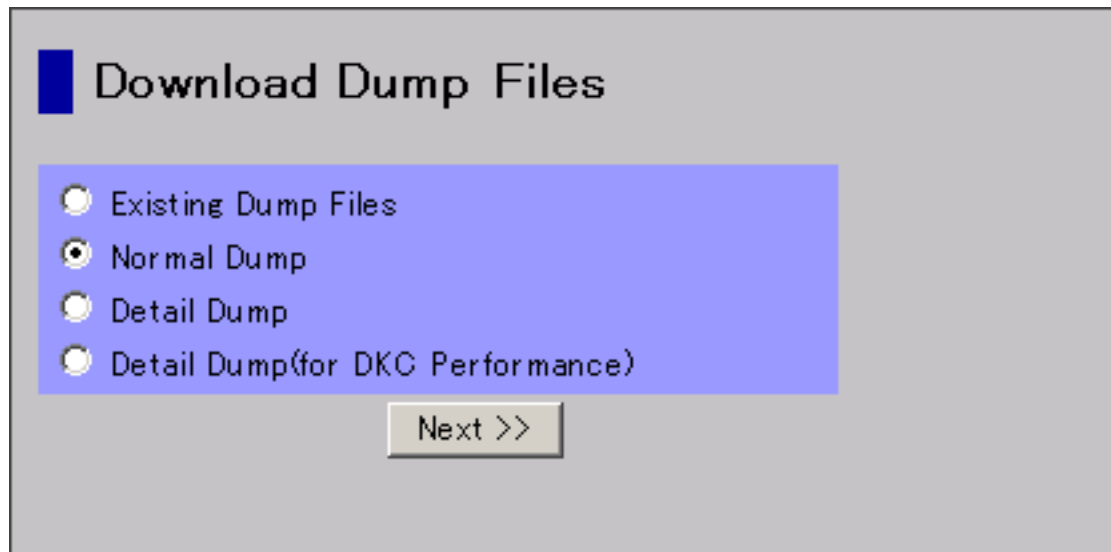 Download Dump Files
Existing Dump Files
Normal Dump
Detail Dump
Detail Dump(for DKC Performance)
Next >>